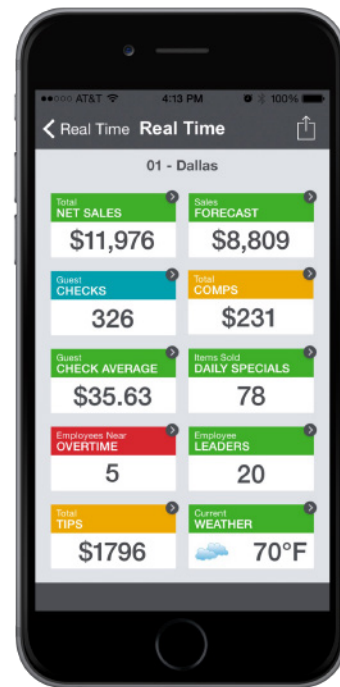 AT&T 4:13 PM 100%
Real Time Real Time
01 - Dallas
Total
NET SALES
$11,976
Sales
FORECAST
$8,809
Guest
CHECKS
326
Total
COMPS
$231
Guest
CHECK AVERAGE
$35.63
Items Sold
DAILY SPECIALS
78
Employees Near
OVERTIME
5
Employee
LEADERS
20
Total
TIPS
$1796
Current
WEATHER
70°F